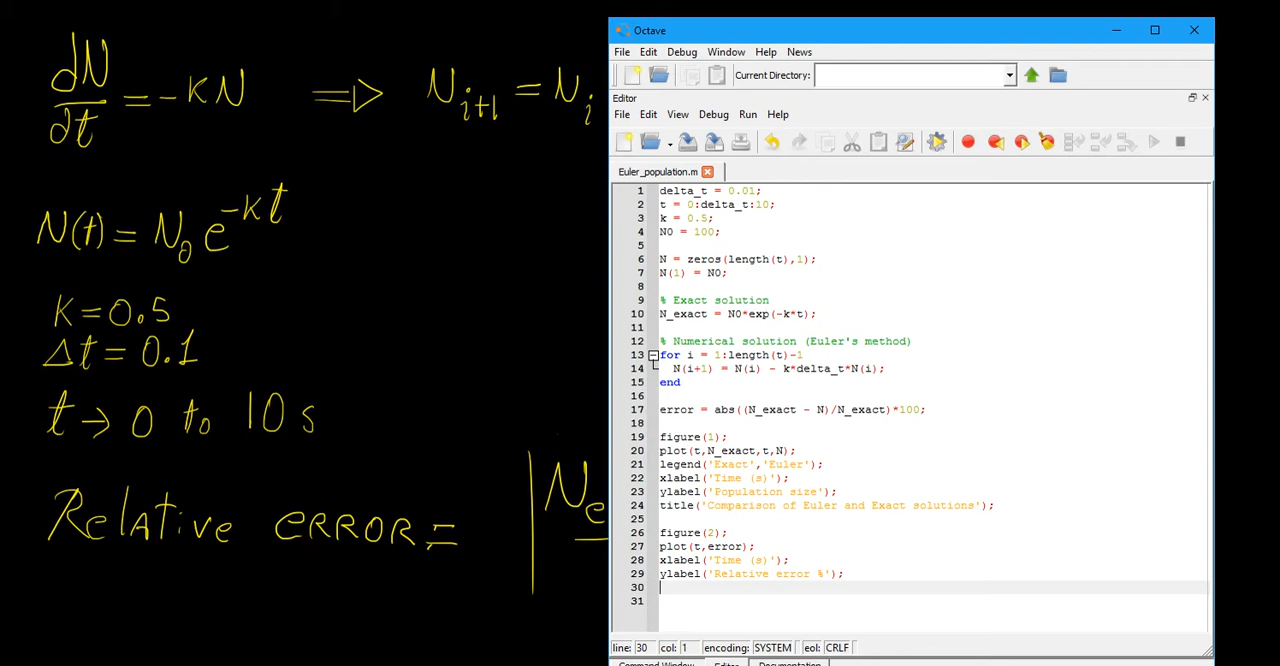 dN/dt = -KN ⟹ N_{i+1} = N_i
N(t) = N_0 e^{-Kt}
K = 0.5
Δt = 0.1
t → 0 to 10 s
Relative error = | N_e
Octave
File Edit Debug Window Help News
Current Directory:
Editor
File Edit View Debug Run Help
Euler_population.m
1 delta_t = 0.01;
2 t = 0:delta_t:10;
3 k = 0.5;
4 N0 = 100;
5
6 N = zeros(length(t),1);
7 N(1) = N0;
8
9 % Exact solution
10 N_exact = N0*exp(-k*t);
11
12 % Numerical solution (Euler's method)
13 for i = 1:length(t)-1
14 N(i+1) = N(i) - k*delta_t*N(i);
15 end
16
17 error = abs((N_exact - N)/N_exact)*100;
18
19 figure(1);
20 plot(t,N_exact,t,N);
21 legend('Exact','Euler');
22 xlabel('Time (s)');
23 ylabel('Population size');
24 title('Comparison of Euler and Exact solutions');
25
26 figure(2);
27 plot(t,error);
28 xlabel('Time (s)');
29 ylabel('Relative error %');
30
31
line: 30 col: 1 encoding: SYSTEM eol: CRLF
Command Window Editor Documentation